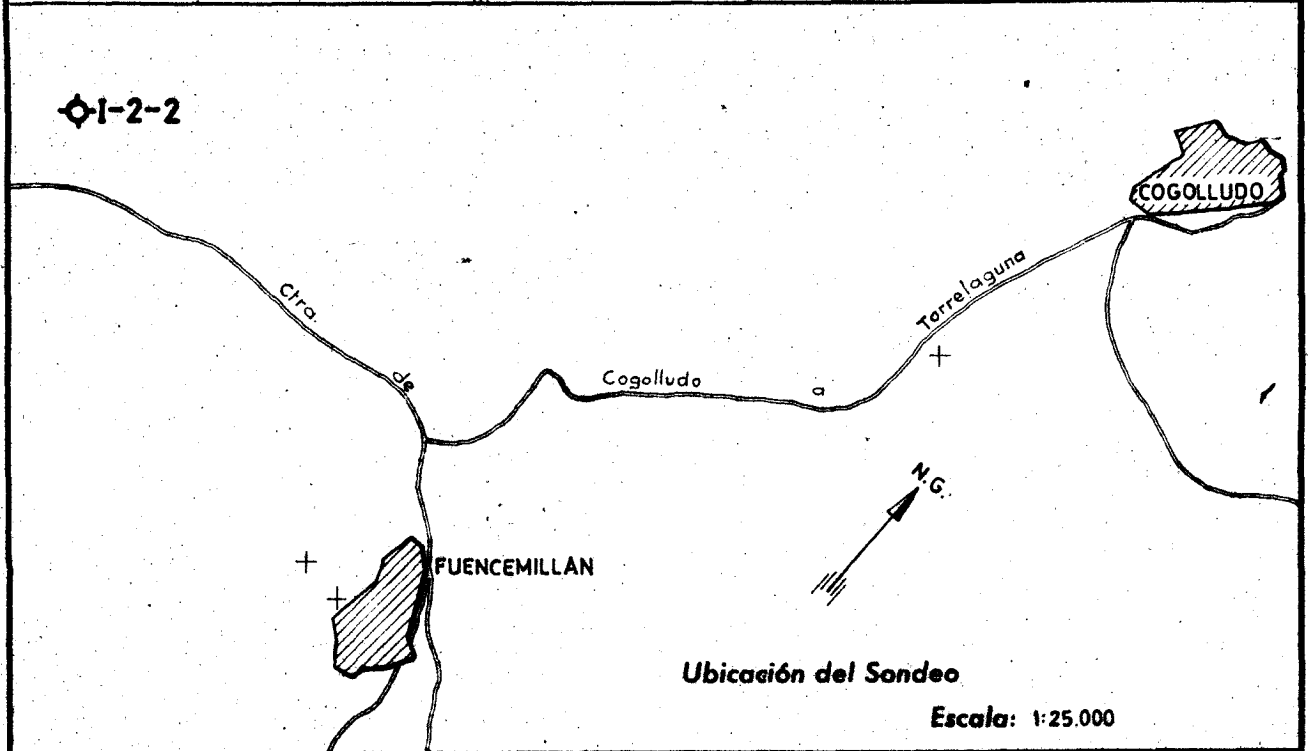 I-2-2
COGOLLUDO
Ctra. de Cogolludo a Torrelaguna
N.G.
FUENCEMILLAN
Ubicación del Sondeo
Escala: 1:25.000